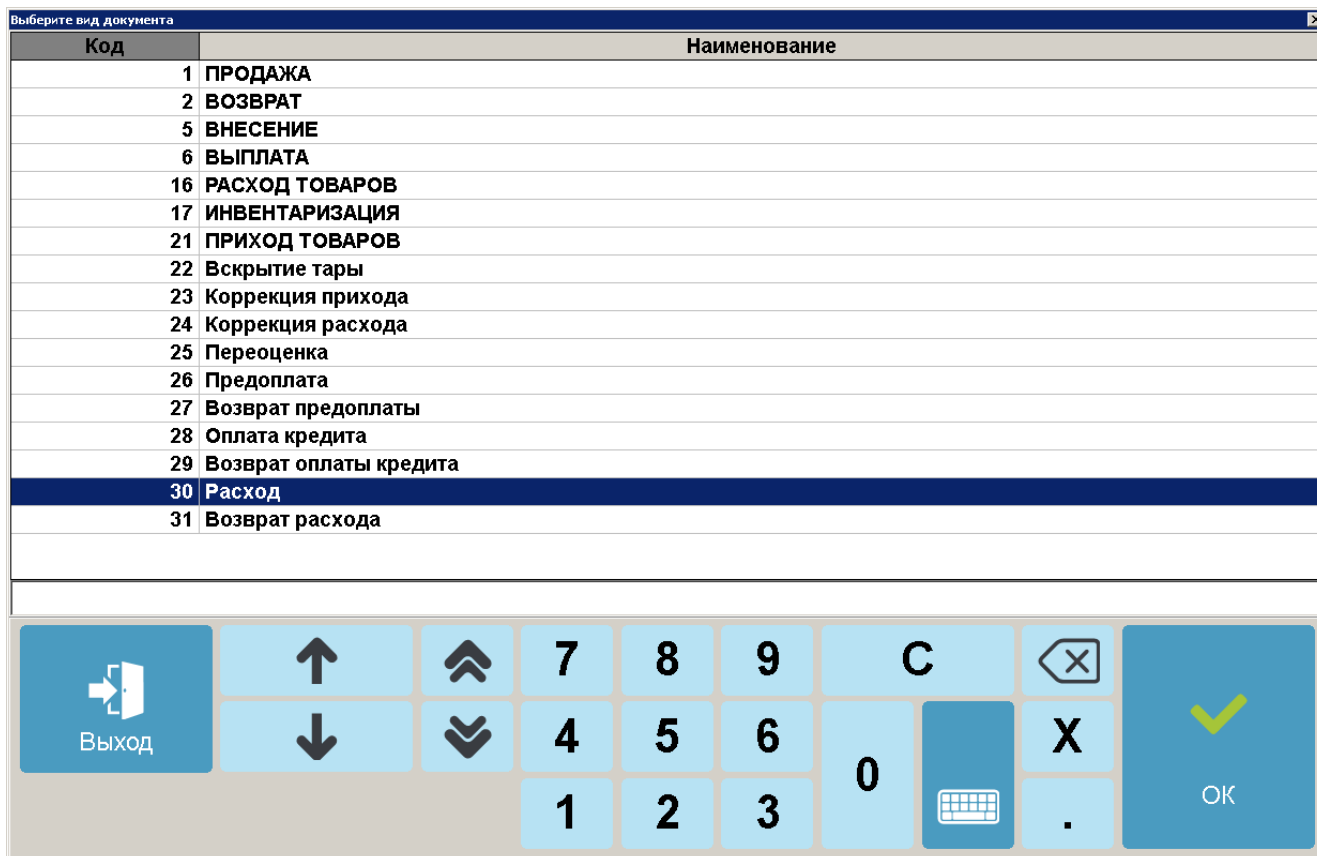 Выберите вид документа
Код Наименование
1 ПРОДАЖА
2 ВОЗВРАТ
5 ВНЕСЕНИЕ
6 ВЫПЛАТА
16 РАСХОД ТОВАРОВ
17 ИНВЕНТАРИЗАЦИЯ
21 ПРИХОД ТОВАРОВ
22 Вскрытие тары
23 Коррекция прихода
24 Коррекция расхода
25 Переоценка
26 Предоплата
27 Возврат предоплаты
28 Оплата кредита
29 Возврат оплаты кредита
30 Расход
31 Возврат расхода
7 8 9 C
Выход 4 5 6 0 X
1 2 3 . ОК